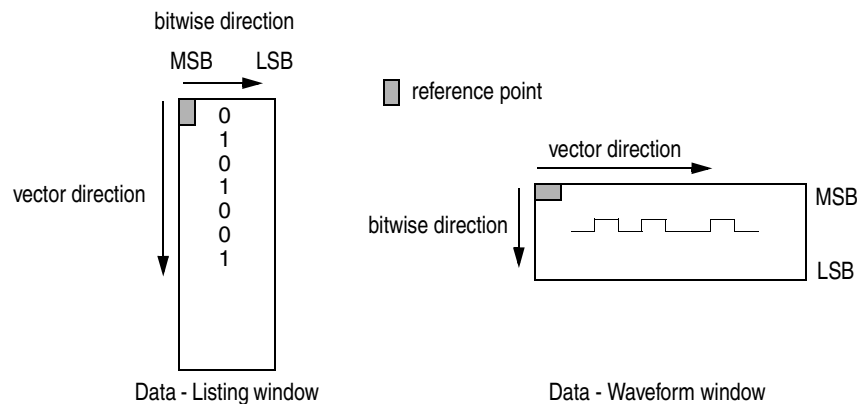 bitwise direction
MSB LSB
reference point
0
1
0
1
0
0
1
vector direction
Data - Listing window
vector direction
MSB
bitwise direction
LSB
Data - Waveform window